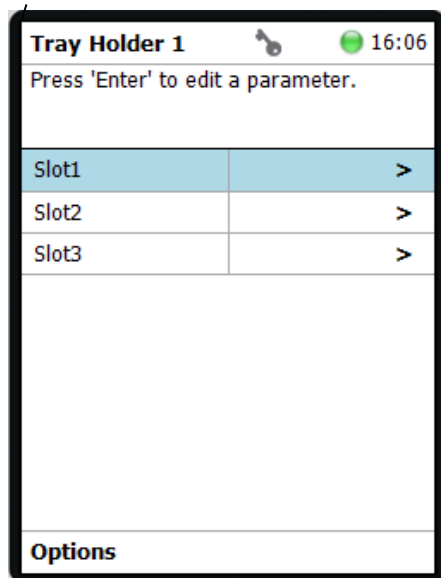 Tray Holder 1 16:06
Press 'Enter' to edit a parameter.
Slot1 >
Slot2 >
Slot3 >
Options